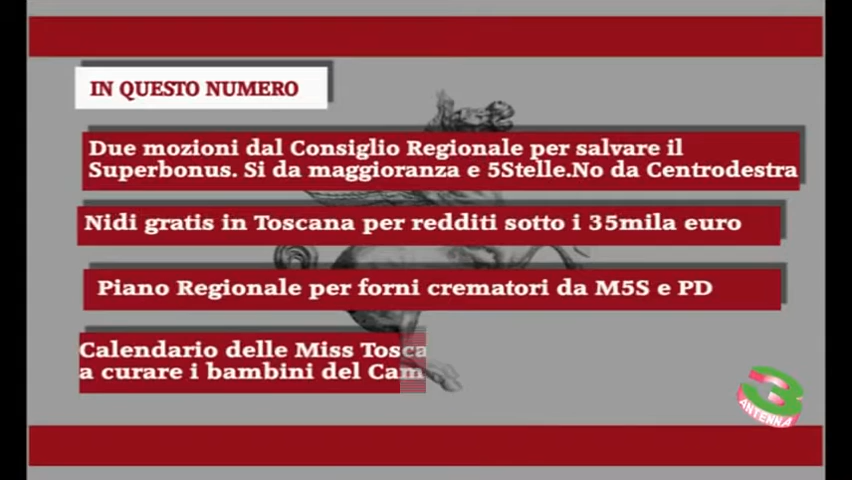 IN QUESTO NUMERO
Due mozioni dal Consiglio Regionale per salvare il
Superbonus. Si da maggioranza e 5Stelle.No da Centrodestra
Nidi gratis in Toscana per redditi sotto i 35mila euro
Piano Regionale per forni crematori da M5S e PD
Calendario delle Miss
a curare i bambini del
3
ANTENNA